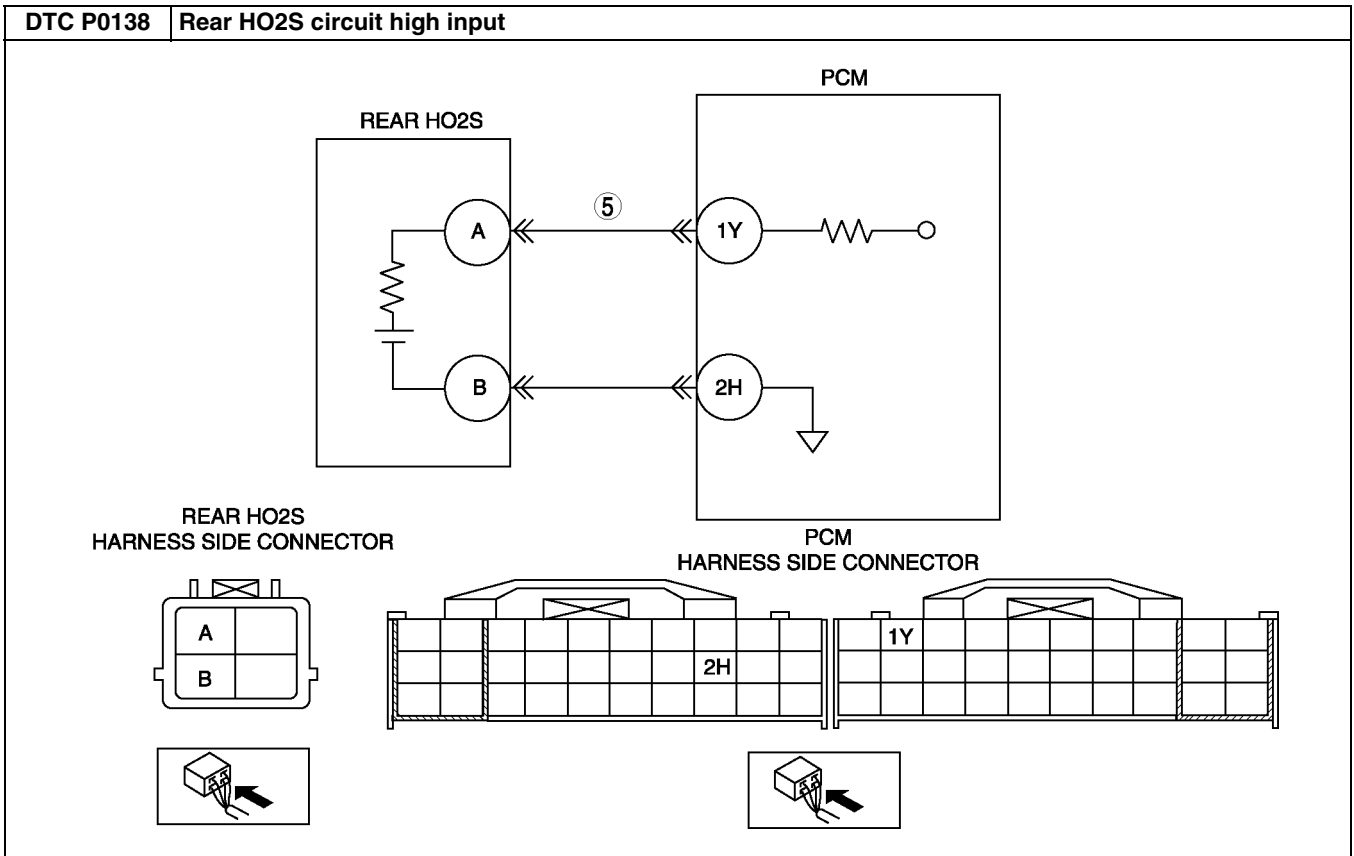 DTC P0138 Rear HO2S circuit high input
PCM
REAR HO2S
A
⑤
1Y
B
2H
REAR HO2S
HARNESS SIDE CONNECTOR
PCM
HARNESS SIDE CONNECTOR
A
B
1Y
2H